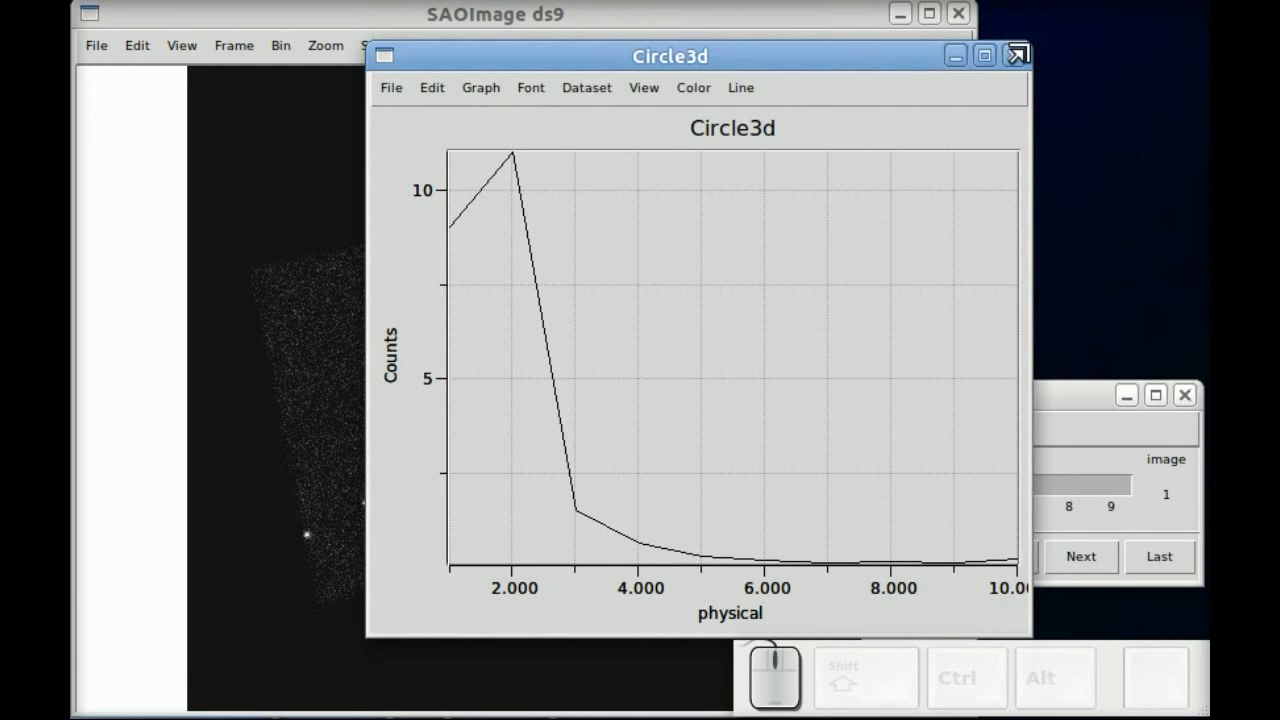 SAOImage ds9
File Edit View Frame Bin Zoom
Circle3d
File Edit Graph Font Dataset View Color Line
Circle3d
10
5
Counts
2.000 4.000 6.000 8.000 10.0
physical
image
1
8 9
Next Last
Shift
Ctrl Alt